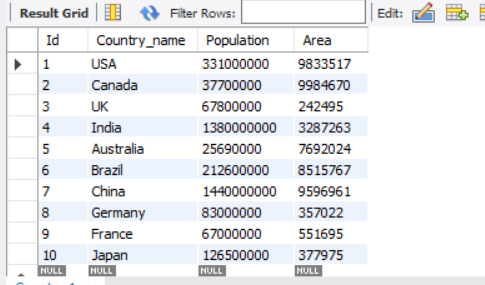 Result Grid Filter Rows: Edit:
Id Country_name Population Area
1 USA 331000000 9833517
2 Canada 37700000 9984670
3 UK 67800000 242495
4 India 1380000000 3287263
5 Australia 25690000 7692024
6 Brazil 212600000 8515767
7 China 1440000000 9596961
8 Germany 83000000 357022
9 France 67000000 551695
10 Japan 126500000 377975
NULL NULL NULL NULL